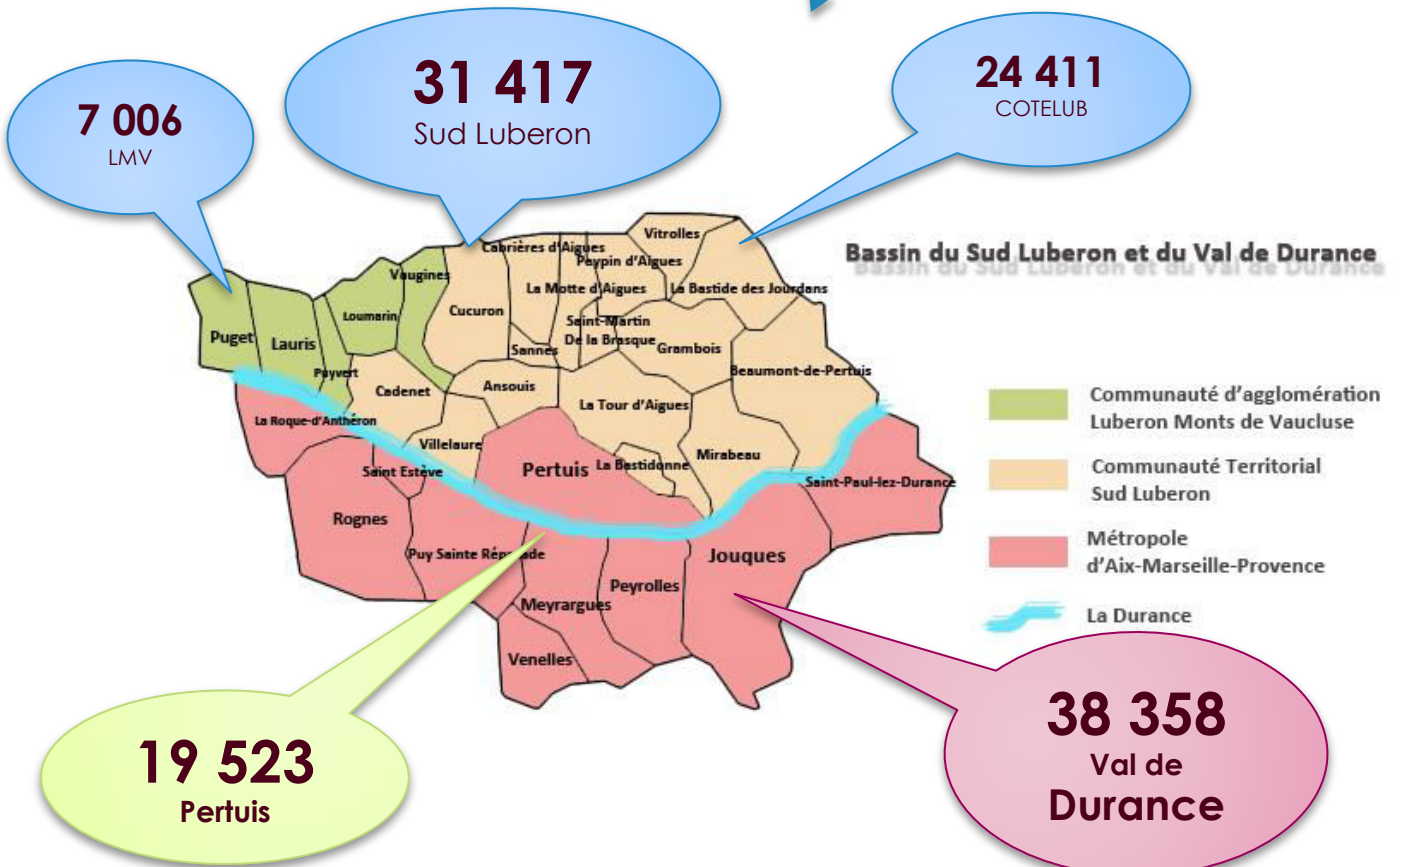 7 006
LMV
31 417
Sud Luberon
24 411
COTELUB
Bassin du Sud Luberon et du Val de Durance
Vitrolles
Cabrières d'Aigues
Peypin d'Aigues
Vaugines
La Motte d'Aigues
La Bastide des Jourdans
Cucuron
Loumarin
Saint-Martin
De la Brasque
Puget
Lauris
Sannes
Grambois
Puyvert
Beaumont-de-Pertuis
Cadenet
Ansouis
La Tour d'Aigues
La Roque-d'Anthéron
Villelaure
Mirabeau
Saint Estève
Pertuis
La Bastidonne
Saint-Paul-lez-Durance
Rognes
Puy Sainte Réparade
Jouques
Peyrolles
Meyrargues
Venelles
Communauté d'agglomération
Luberon Monts de Vaucluse
Communauté Territorial
Sud Luberon
Métropole
d'Aix-Marseille-Provence
La Durance
19 523
Pertuis
38 358
Val de
Durance